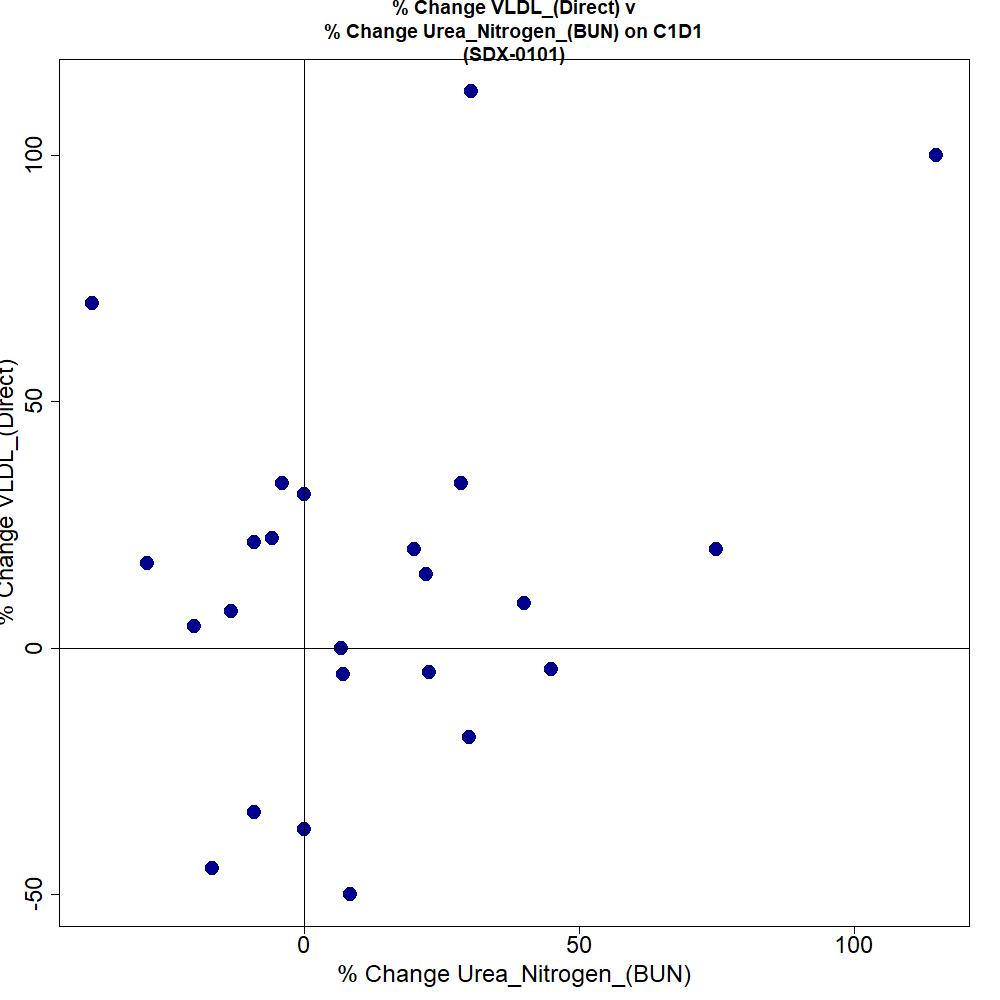 % Change VLDL_(Direct) v
% Change Urea_Nitrogen_(BUN) on C1D1
(SDX-0101)
% Change VLDL_(Direct)
100
50
0
-50
0
50
100
% Change Urea_Nitrogen_(BUN)